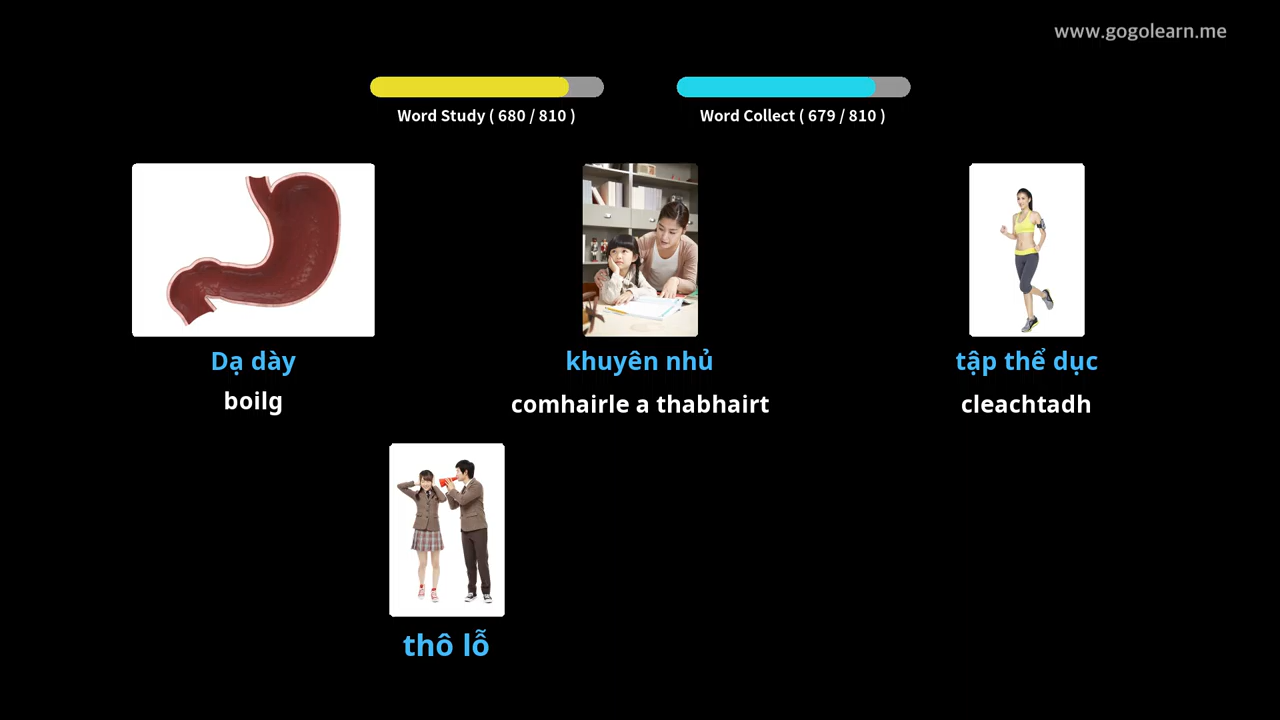 www.gogolearn.me
Word Study ( 680 / 810 )
Word Collect ( 679 / 810 )
Dạ dày
khuyên nhủ
tập thể dục
boilg
comhairle a thabhairt
cleachtadh
thô lỗ